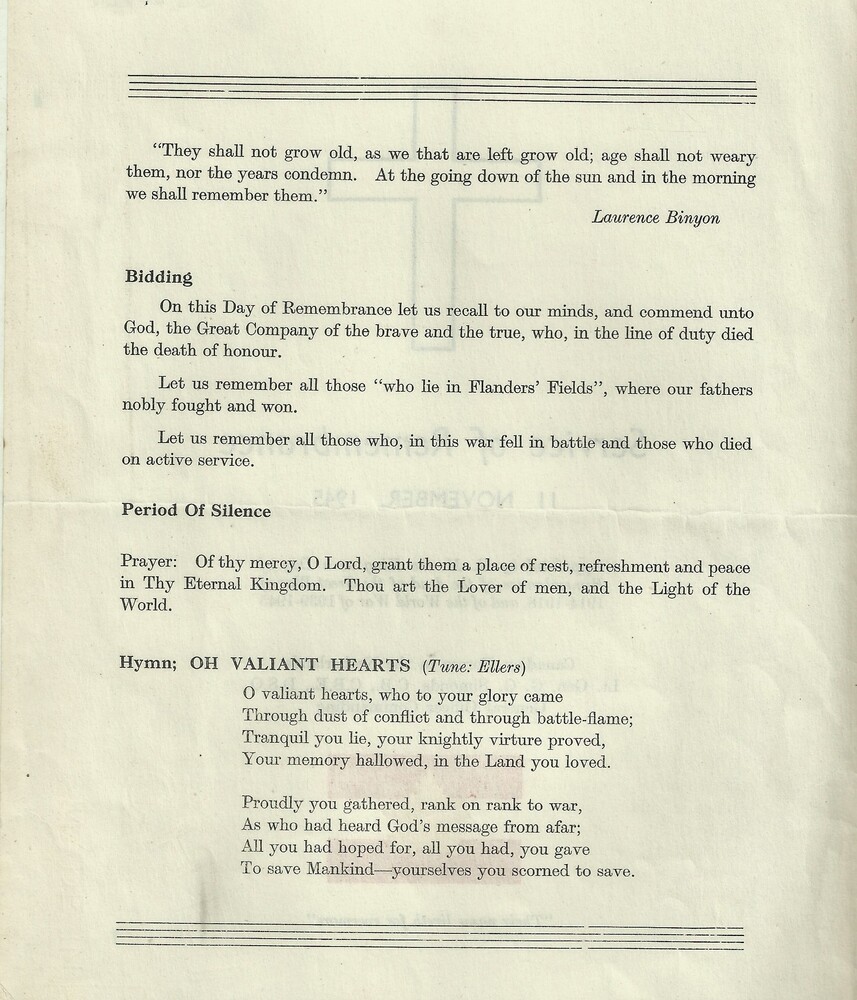 "They shall not grow old, as we that are left grow old; age shall not weary
them, nor the years condemn. At the going down of the sun and in the morning
we shall remember them."
Laurence Binyon
Bidding
On this Day of Remembrance let us recall to our minds, and commend unto
God, the Great Company of the brave and the true, who, in the line of duty died
the death of honour.
Let us remember all those "who lie in Flanders' Fields", where our fathers
nobly fought and won.
Let us remember all those who, in this war fell in battle and those who died
on active service.
Period Of Silence
Prayer: Of thy mercy, O Lord, grant them a place of rest, refreshment and peace
in Thy Eternal Kingdom. Thou art the Lover of men, and the Light of the
World.
Hymn; OH VALIANT HEARTS (Tune: Ellers)
O valiant hearts, who to your glory came
Through dust of conflict and through battle-flame;
Tranquil you lie, your knightly virture proved,
Your memory hallowed, in the Land you loved.
Proudly you gathered, rank on rank to war,
As who had heard God's message from afar;
All you had hoped for, all you had, you gave
To save Mankind—yourselves you scorned to save.